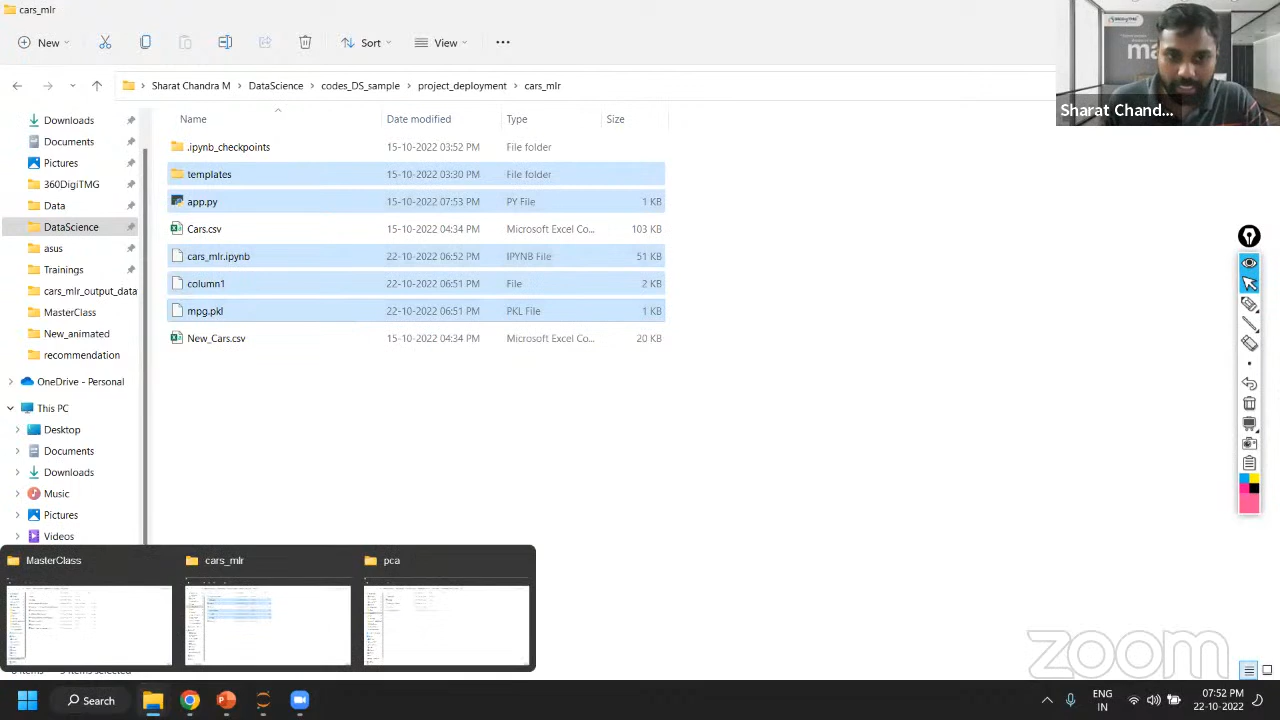 cars_mlr
New
Sort
Sharat Chandra M
DataScience
project_deployment
cars_mlr
Sharat Chand...
Name
Type
Size
Downloads
.ipynb_checkpoints
15-10-2022 03:52 PM
File folder
Documents
Pictures
templates
15-10-2022 03:30 PM
File folder
360DigiTMG
Data
app.py
15-10-2022 07:53 PM
PY File
1 KB
DataScience
Cars.csv
15-10-2022 04:34 PM
Microsoft Excel Co...
103 KB
asus
cars_mlr.ipynb
22-10-2022 06:52 PM
IPYNB File
51 KB
Trainings
column1
22-10-2022 06:51 PM
File
2 KB
cars_mlr_output_data
MasterClass
mpg.pkl
22-10-2022 06:51 PM
PKL File
1 KB
New_animated
New_Cars.csv
15-10-2022 04:34 PM
Microsoft Excel Co...
20 KB
recommendation
OneDrive - Personal
This PC
Desktop
Documents
Downloads
Music
Pictures
Videos
MasterClass
cars_mlr
pca
zoom
Search
ENG
IN
07:52 PM
22-10-2022